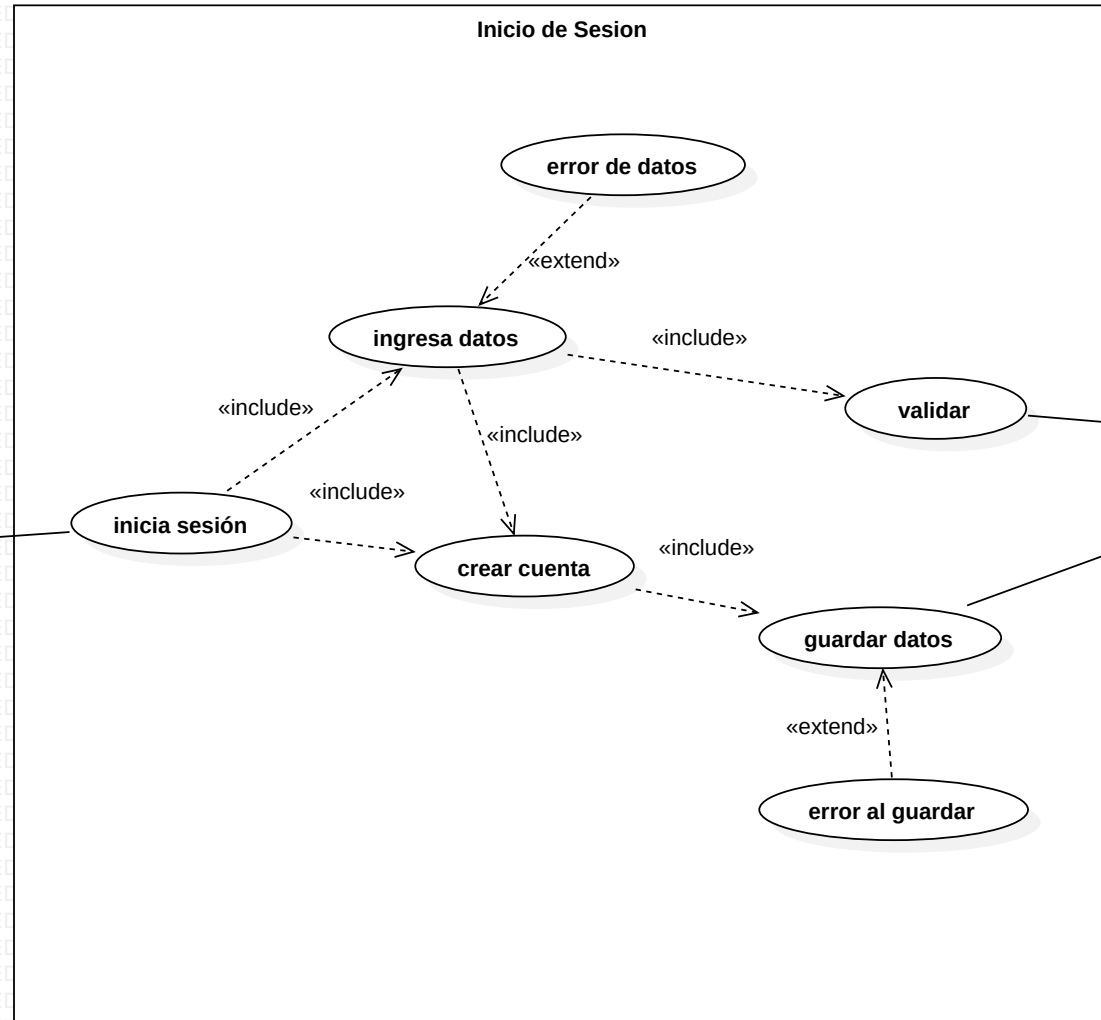 Inicio de Sesion
error de datos
«extend»
ingresa datos
«include»
validar
«include»
«include»
inicia sesión
«include»
crear cuenta
«include»
guardar datos
«extend»
error al guardar